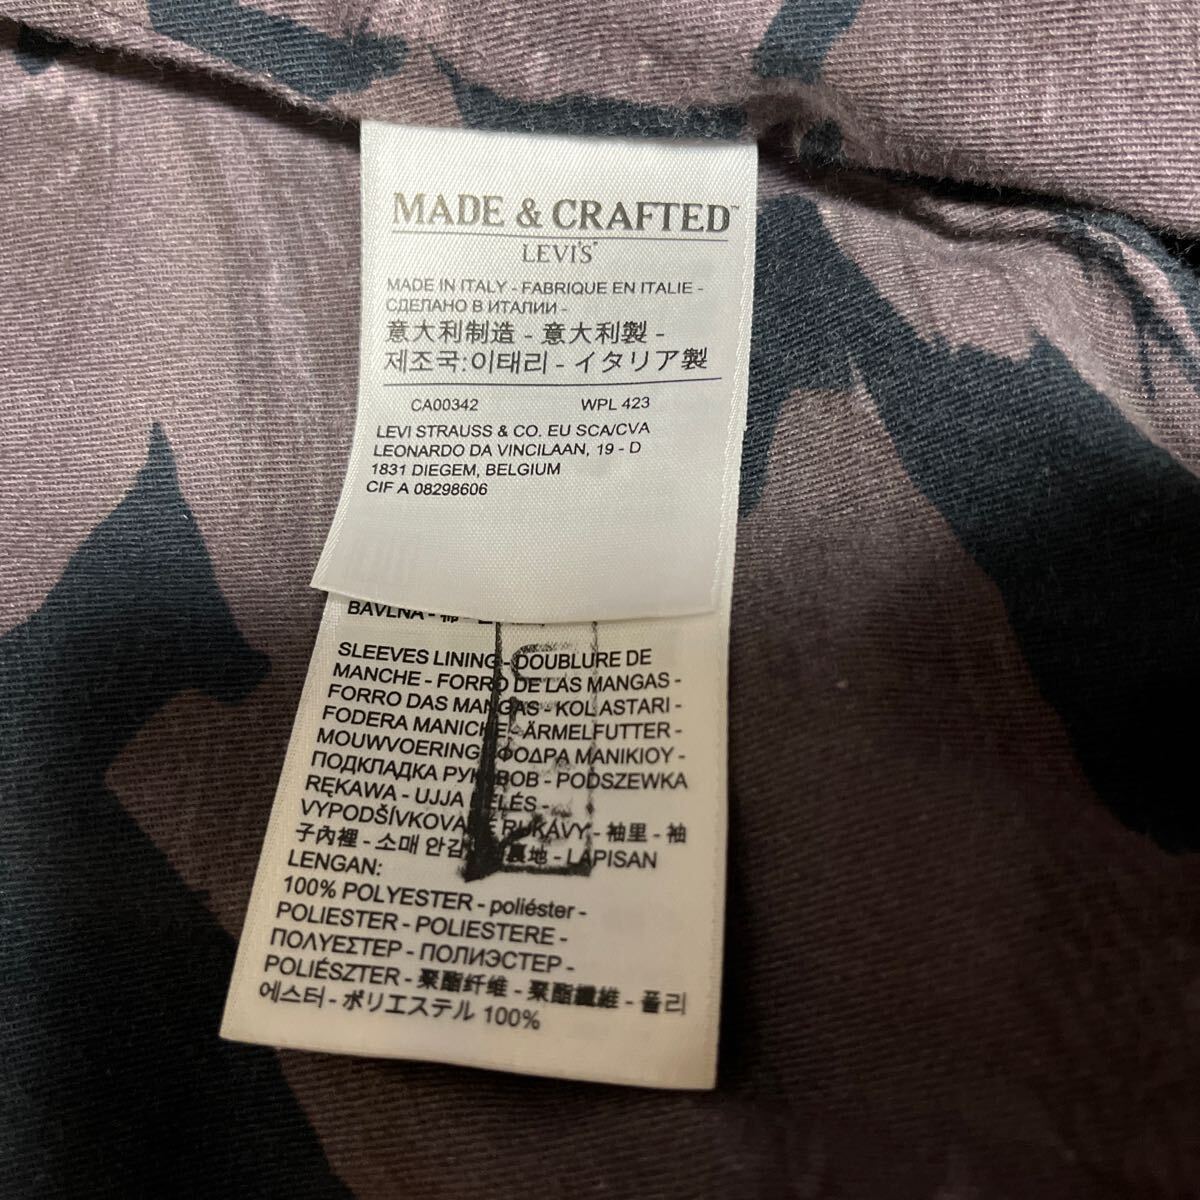 MADE & CRAFTED™
LEVI'S®
MADE IN ITALY - FABRIQUE EN ITALIE -
СДЕЛАНО В ИТАЛИИ -
意大利制造 - 意大利製 -
제조국:이태리 - イタリア製
CA00342 WPL 423
LEVI STRAUSS & CO. EU SCA/CVA
LEONARDO DA VINCILAAN, 19 - D
1831 DIEGEM, BELGIUM
CIF A 08298606
BAVLNA - 棉 -
SLEEVES LINING - DOUBLURE DE
MANCHE - FORRO DE LAS MANGAS -
FORRO DAS MANGAS - KOL ASTARI -
FODERA MANICHE - ÄRMELFUTTER -
MOUWVOERING - ΦΟΔΡΑ ΜΑΝΙΚΙΟΥ -
ПОДКЛАДКА РУКАВОВ - PODSZEWKA
RĘKAWA - UJJA BÉLÉS -
VYPODŠÍVKOVANÉ RUKÁVY - 袖里 - 袖
子內裡 - 소매 안감 - 袖裏地 - LAPISAN
LENGAN:
100% POLYESTER - poliéster -
POLIESTER - POLIESTERE -
ΠΟΛΥΕΣΤΕΡ - ПОЛИЭСТЕР -
POLIÉSZTER - 聚酯纤维 - 聚酯纖維 - 폴리
에스터 - ポリエステル 100%